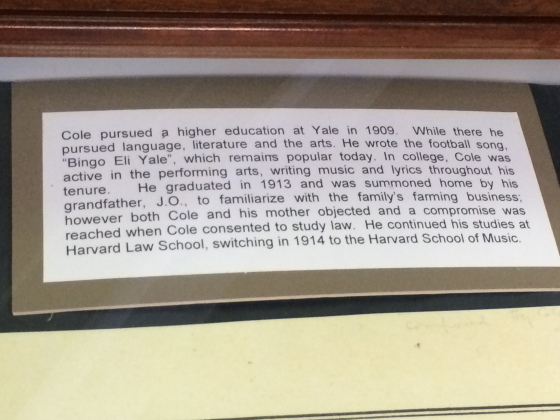 Cole pursued a higher education at Yale in 1909. While there he
pursued language, literature and the arts. He wrote the football song,
"Bingo Eli Yale", which remains popular today. In college, Cole was
active in the performing arts, writing music and lyrics throughout his
tenure. He graduated in 1913 and was summoned home by his
grandfather, J.O., to familiarize with the family's farming business;
however both Cole and his mother objected and a compromise was
reached when Cole consented to study law. He continued his studies at
Harvard Law School, switching in 1914 to the Harvard School of Music.